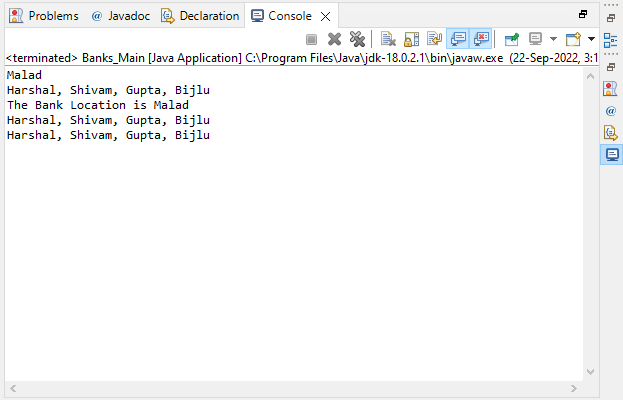 Problems @ Javadoc Declaration Console
<terminated> Banks_Main [Java Application] C:\Program Files\Java\jdk-18.0.2.1\bin\javaw.exe (22-Sep-2022, 3:1
Malad
Harshal, Shivam, Gupta, Bijlu
The Bank Location is Malad
Harshal, Shivam, Gupta, Bijlu
Harshal, Shivam, Gupta, Bijlu